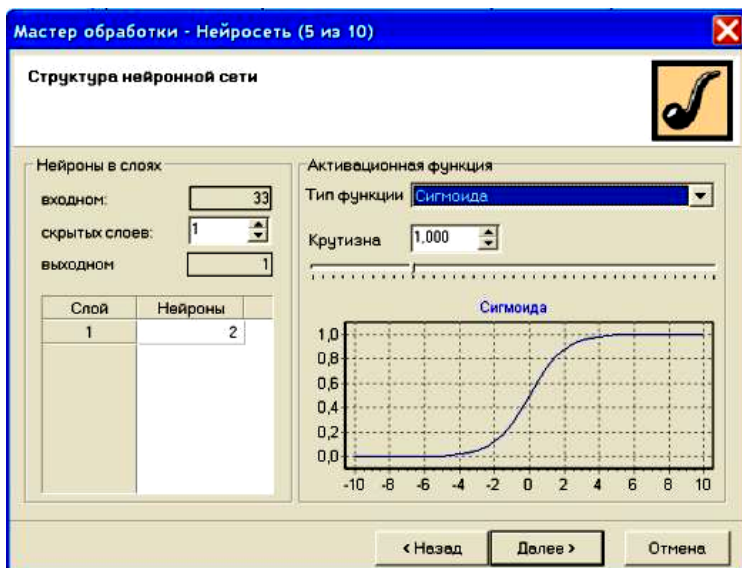 Мастер обработки - Нейросеть (5 из 10)
Структура нейронной сети
Нейроны в слоях
входном: 33
скрытых слоев: 1
выходном 1
Слой Нейроны
1 2
Активационная функция
Тип функции Сигмоида
Крутизна 1,000
Сигмоида
1,0
0,8
0,6
0,4
0,2
0,0
-10 -8 -6 -4 -2 0 2 4 6 8 10
< Назад Далее > Отмена